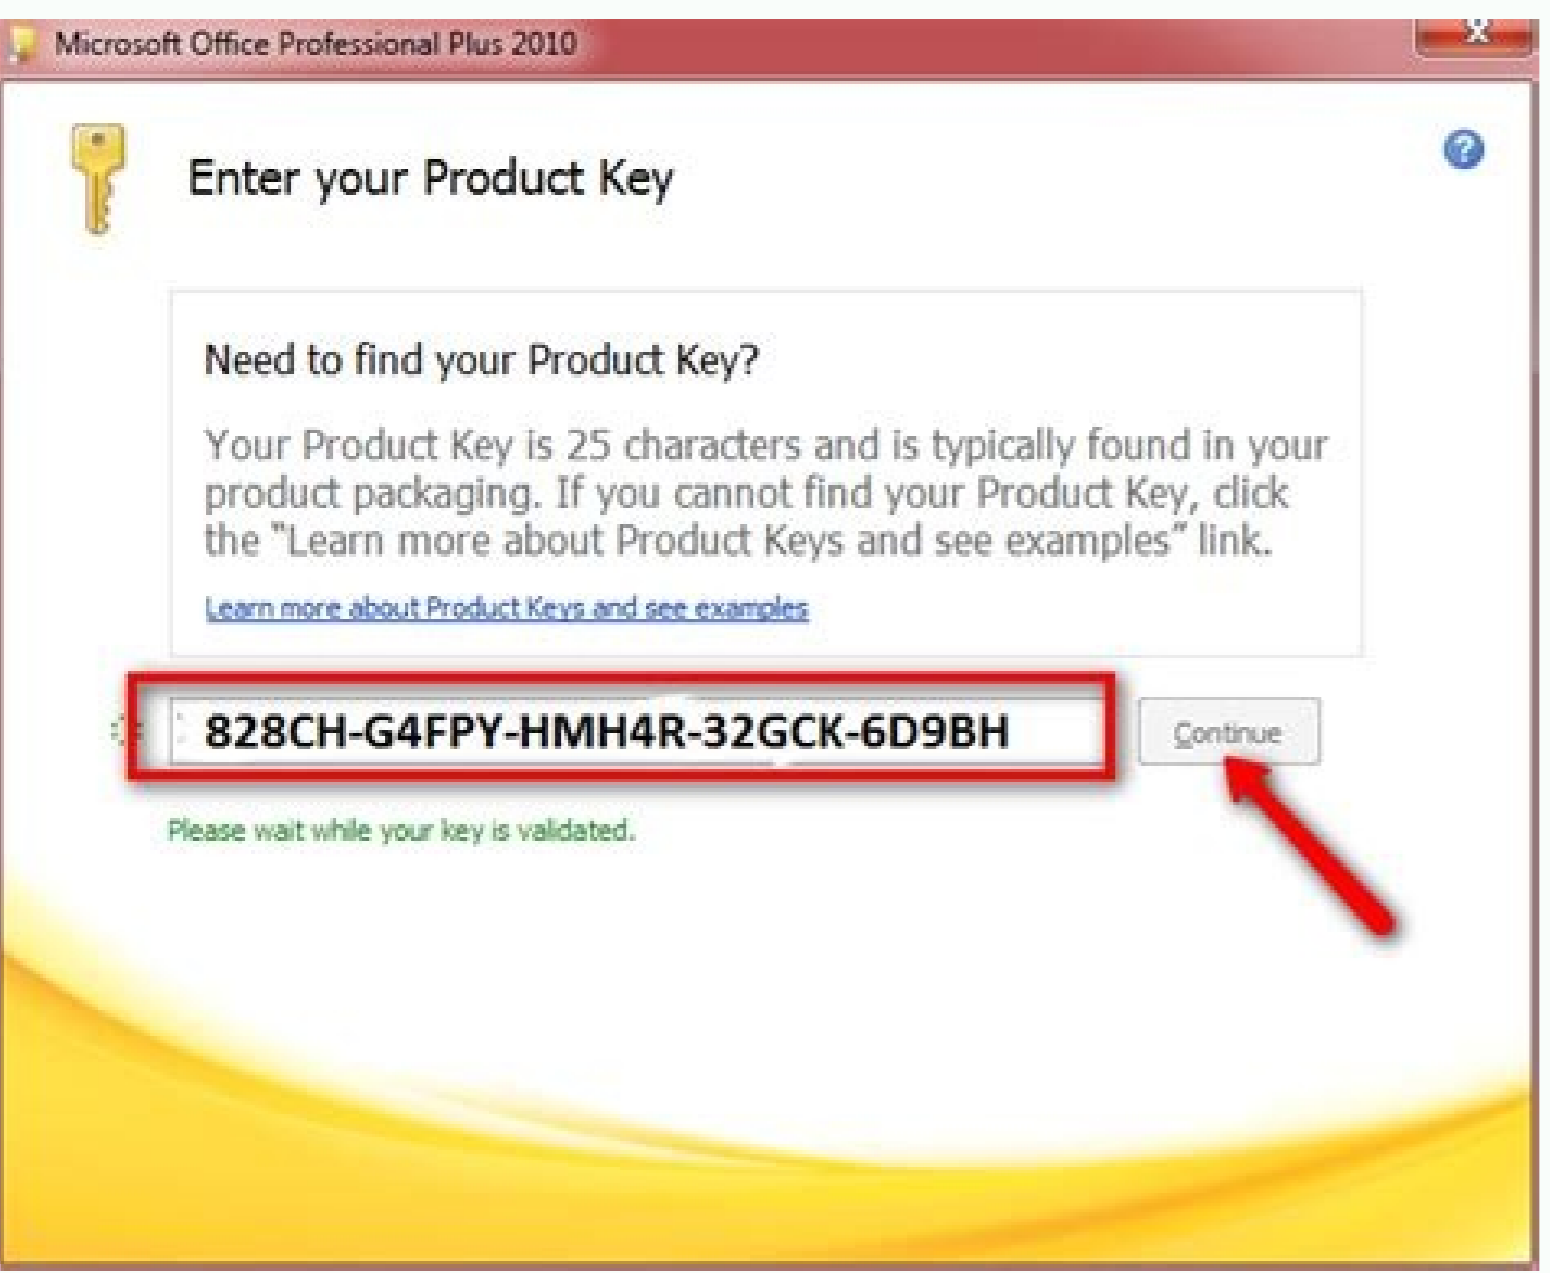 Microsoft Office Professional Plus 2010
X
?
Enter your Product Key
Need to find your Product Key?
Your Product Key is 25 characters and is typically found in your
product packaging. If you cannot find your Product Key, click
the "Learn more about Product Keys and see examples" link.
Learn more about Product Keys and see examples
828CH-G4FPY-HMH4R-32GCK-6D9BH
Continue
Please wait while your key is validated.